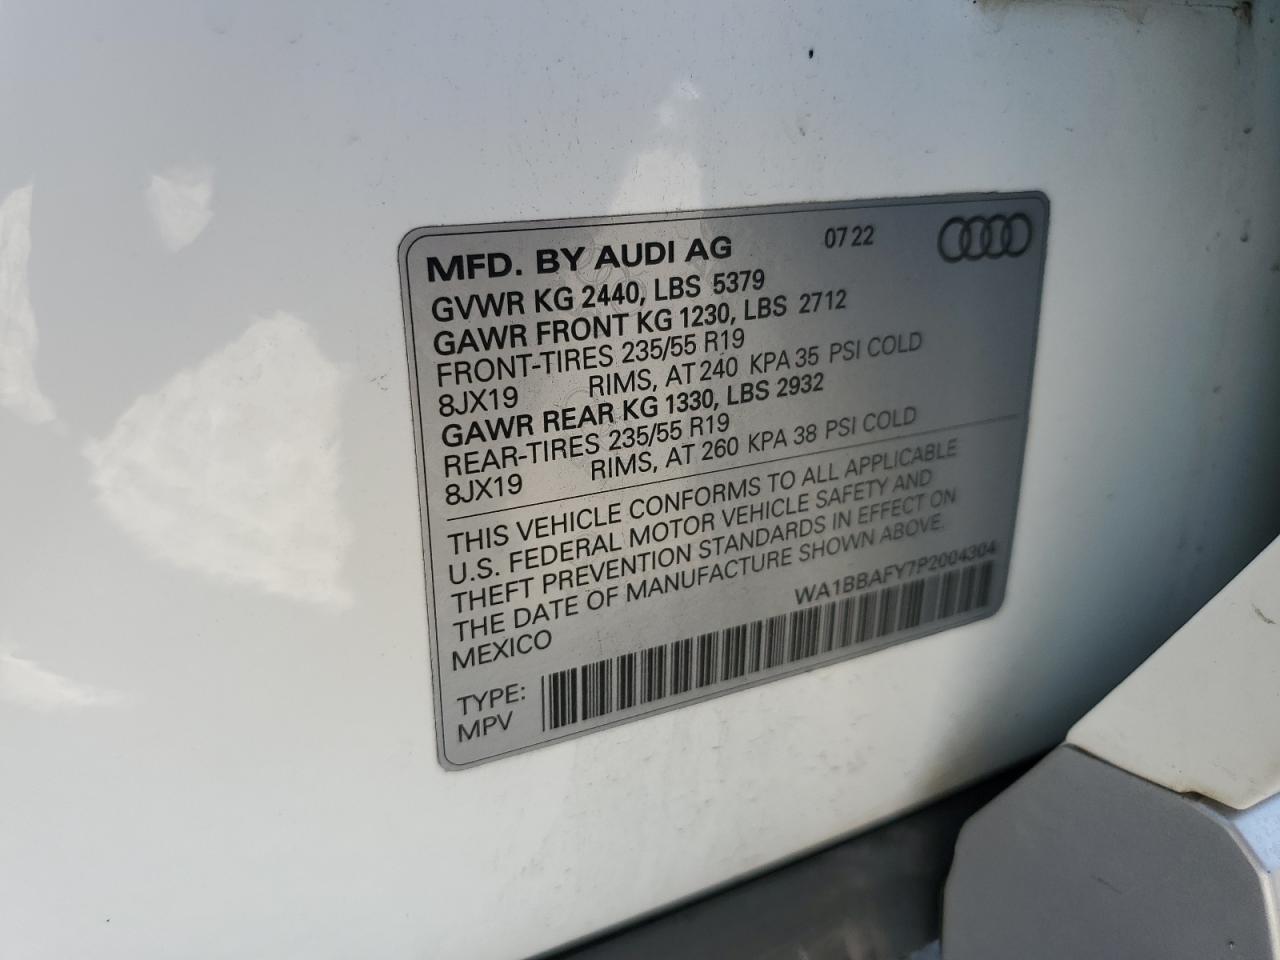 MFD. BY AUDI AG 07 22
GVWR KG 2440, LBS 5379
GAWR FRONT KG 1230, LBS 2712
FRONT-TIRES 235/55 R19
8JX19 RIMS, AT 240 KPA 35 PSI COLD
GAWR REAR KG 1330, LBS 2932
REAR-TIRES 235/55 R19
8JX19 RIMS, AT 260 KPA 38 PSI COLD
THIS VEHICLE CONFORMS TO ALL APPLICABLE
U.S. FEDERAL MOTOR VEHICLE SAFETY AND
THEFT PREVENTION STANDARDS IN EFFECT ON
THE DATE OF MANUFACTURE SHOWN ABOVE.
MEXICO WA1BBAFY7P2004304
TYPE:
MPV